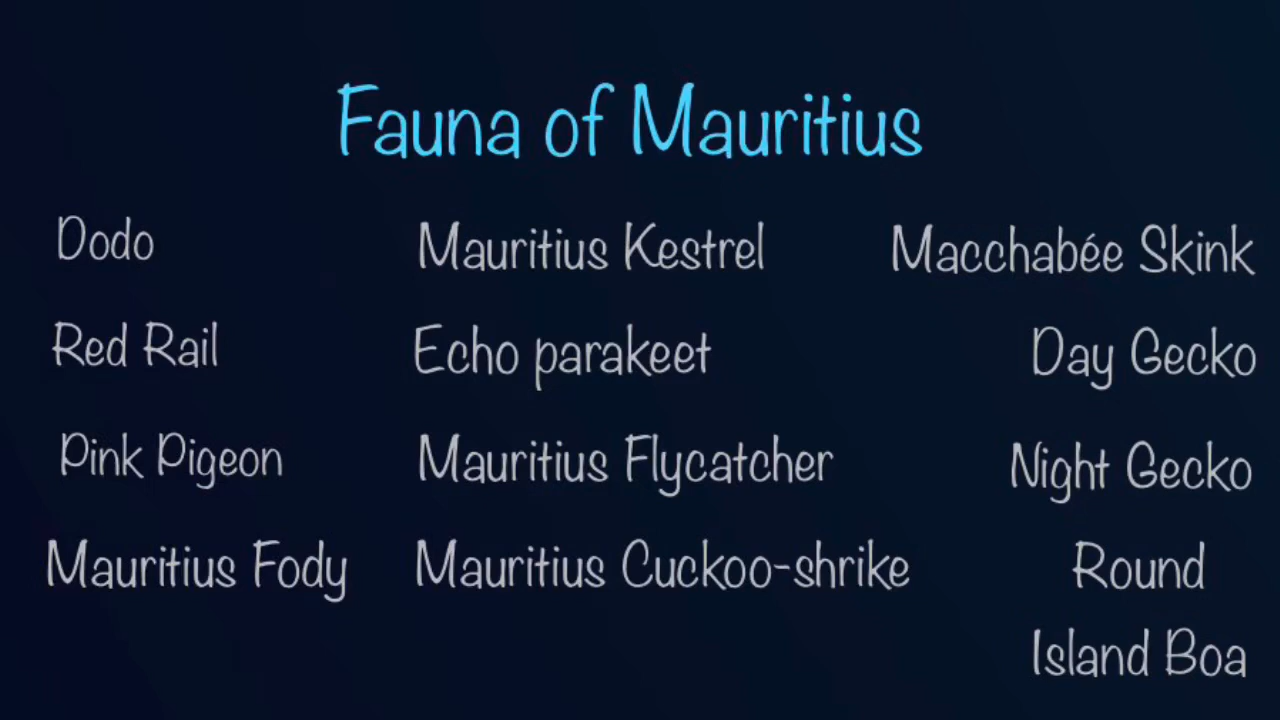 Fauna of Mauritius
Dodo
Red Rail
Pink Pigeon
Mauritius Fody
Mauritius Kestrel
Echo parakeet
Mauritius Flycatcher
Mauritius Cuckoo-shrike
Macchabée Skink
Day Gecko
Night Gecko
Round
Island Boa